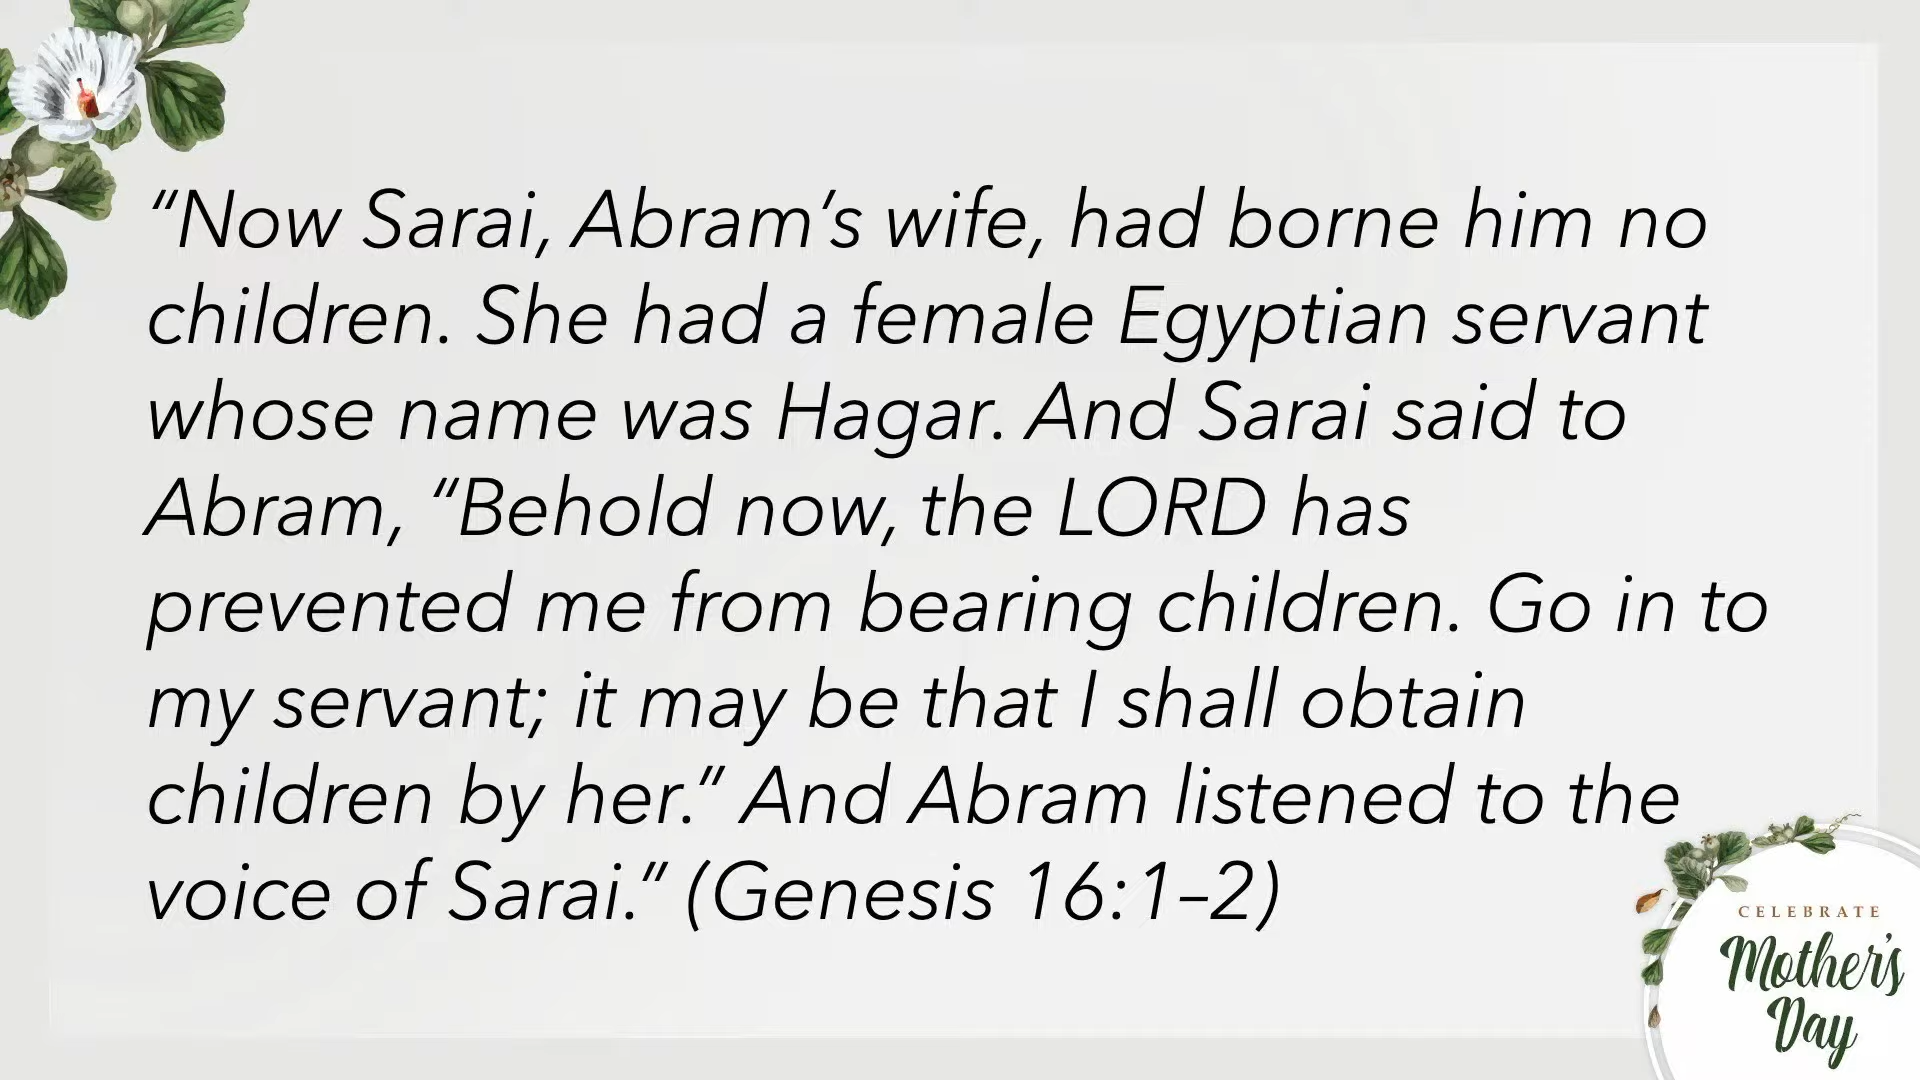 “Now Sarai, Abram’s wife, had borne him no
children. She had a female Egyptian servant
whose name was Hagar. And Sarai said to
Abram, “Behold now, the LORD has
prevented me from bearing children. Go in to
my servant; it may be that I shall obtain
children by her.” And Abram listened to the
voice of Sarai.” (Genesis 16:1–2)
CELEBRATE
Mother's
Day